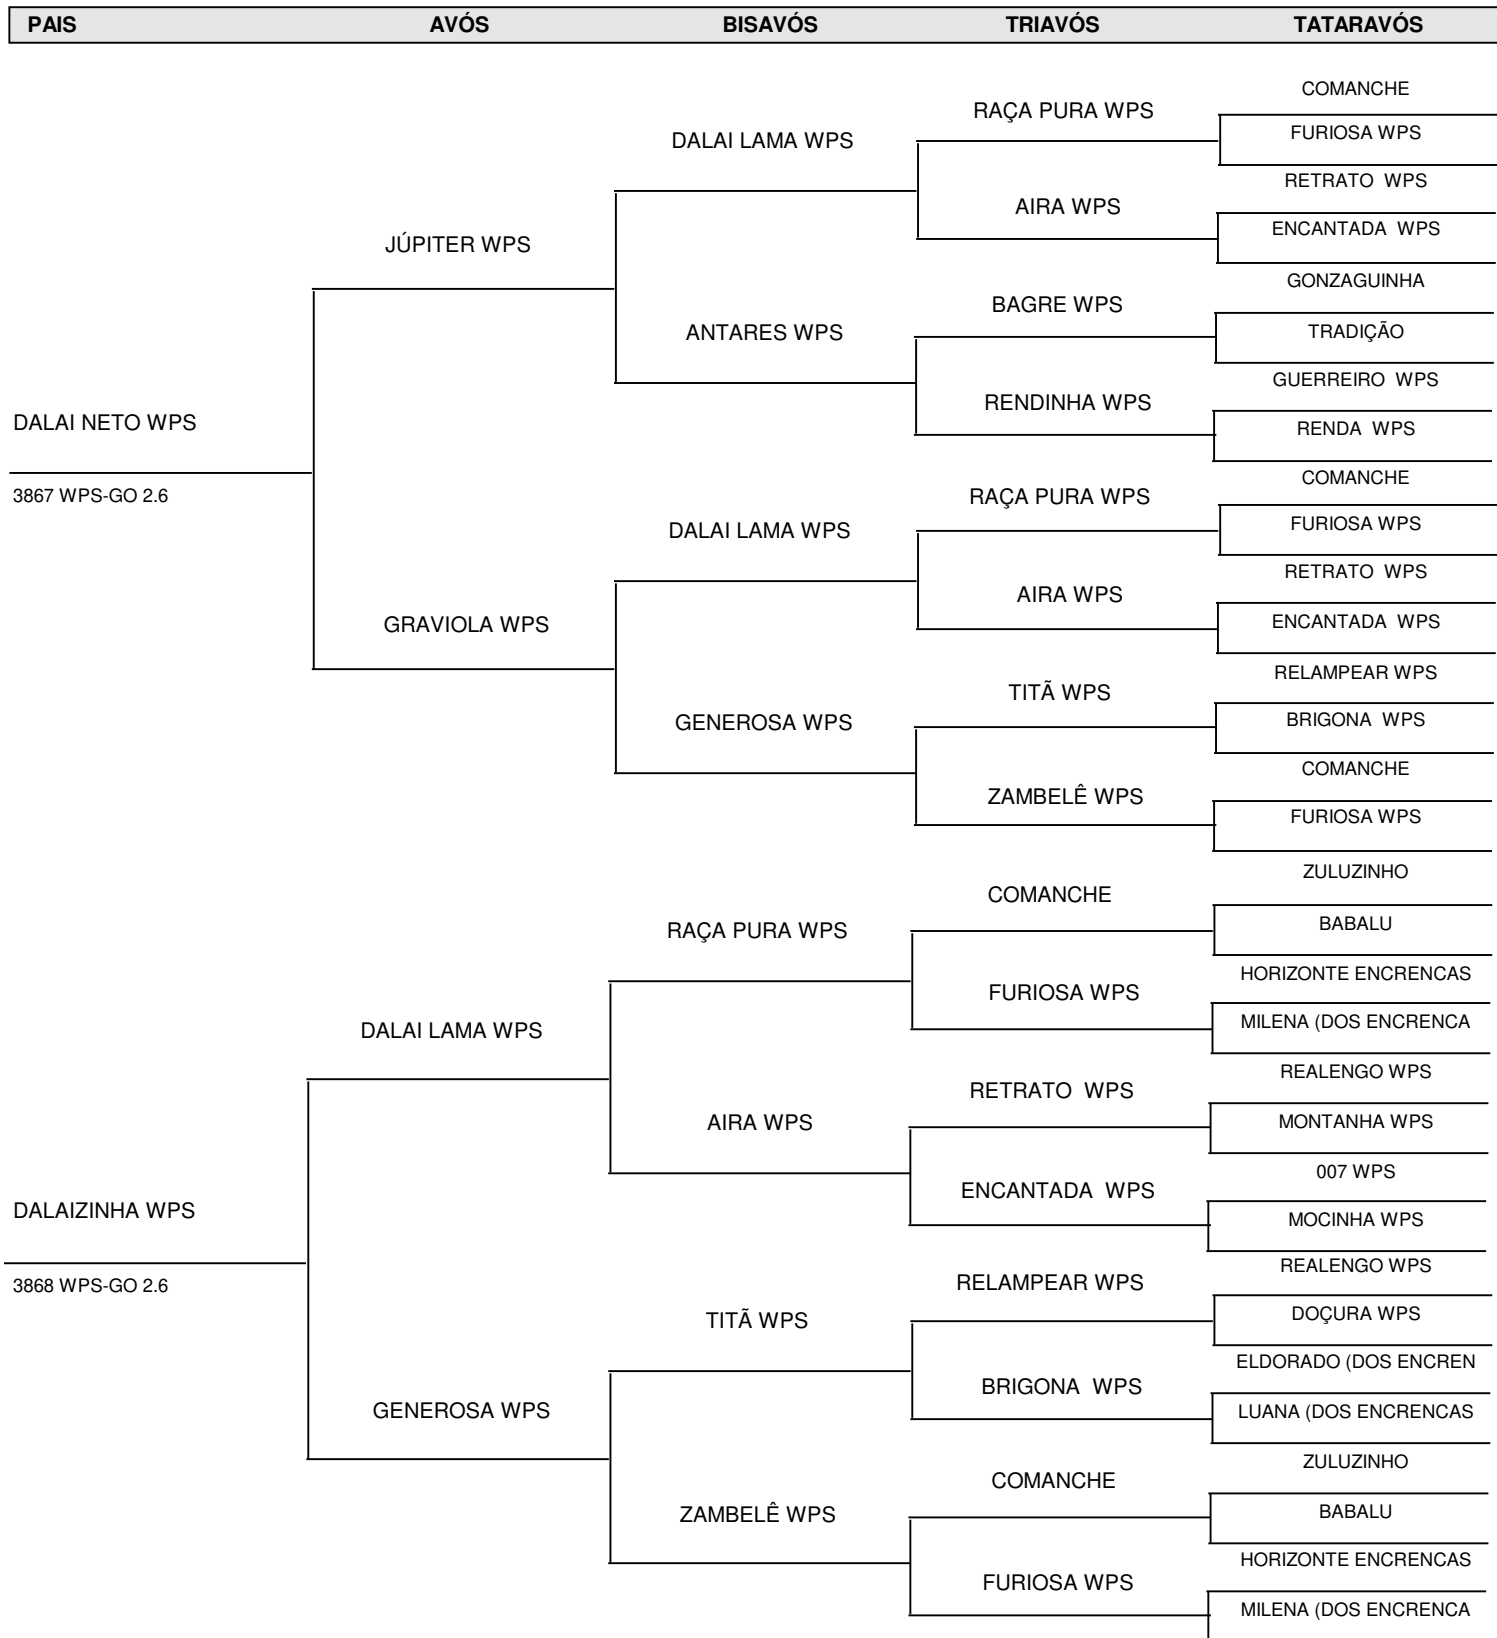 PAIS AVÓS BISAVÓS TRIAVÓS TATARAVÓS
COMANCHE
RAÇA PURA WPS
FURIOSA WPS
DALAI LAMA WPS
RETRATO WPS
AIRA WPS
ENCANTADA WPS
JÚPITER WPS
GONZAGUINHA
BAGRE WPS
ANTARES WPS
TRADIÇÃO
GUERREIRO WPS
RENDINHA WPS
DALAI NETO WPS
RENDA WPS
COMANCHE
3867 WPS-GO 2.6
RAÇA PURA WPS
FURIOSA WPS
DALAI LAMA WPS
RETRATO WPS
AIRA WPS
GRAVIOLA WPS
ENCANTADA WPS
RELAMPEAR WPS
TITÃ WPS
GENEROSA WPS
BRIGONA WPS
COMANCHE
ZAMBELÊ WPS
FURIOSA WPS
ZULUZINHO
COMANCHE
BABALU
RAÇA PURA WPS
HORIZONTE ENCRENCAS
FURIOSA WPS
MILENA (DOS ENCRENCA
DALAI LAMA WPS
REALENGO WPS
RETRATO WPS
AIRA WPS
MONTANHA WPS
007 WPS
ENCANTADA WPS
DALAIZINHA WPS
MOCINHA WPS
REALENGO WPS
3868 WPS-GO 2.6
RELAMPEAR WPS
DOÇURA WPS
TITÃ WPS
ELDORADO (DOS ENCREN
BRIGONA WPS
GENEROSA WPS
LUANA (DOS ENCRENCAS
ZULUZINHO
COMANCHE
ZAMBELÊ WPS
BABALU
HORIZONTE ENCRENCAS
FURIOSA WPS
MILENA (DOS ENCRENCA